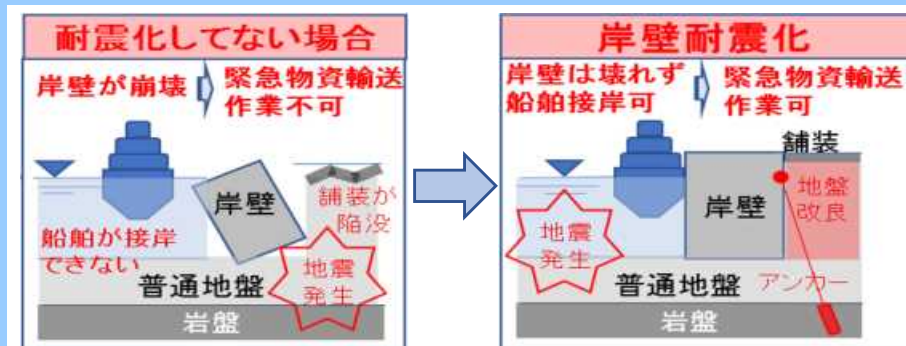 耐震化してない場合
岸壁が崩壊
緊急物資輸送
作業不可
岸壁
舗装が
陥没
船舶が接岸
できない
地震
発生
普通地盤
岩盤
岸壁耐震化
岸壁は壊れず
船舶接岸可
緊急物資輸送
作業可
舗装
岸壁
地盤
改良
地震
発生
普通地盤
アンカー
岩盤